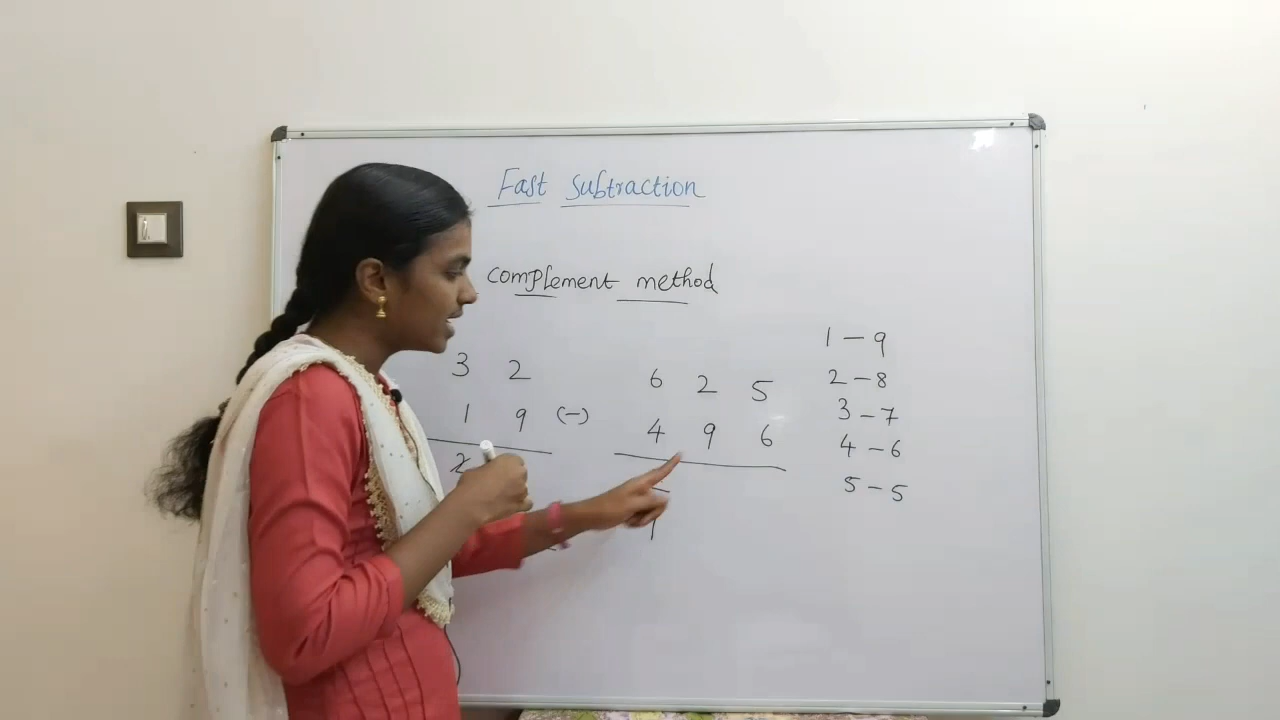 Fast Subtraction
complement method
3 2
1 9 (-)
2
6 2 5
4 9 6
1
1 - 9
2 - 8
3 - 7
4 - 6
5 - 5